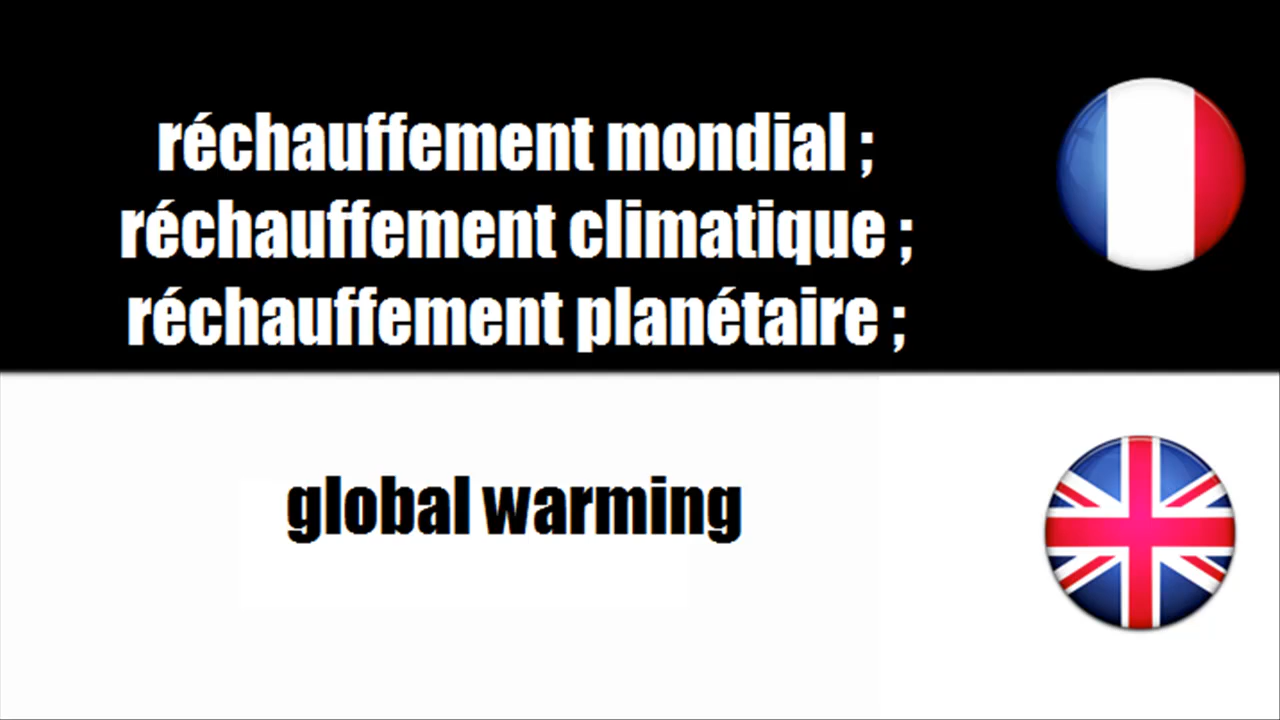 réchauffement mondial ;
réchauffement climatique ;
réchauffement planétaire ;
global warming